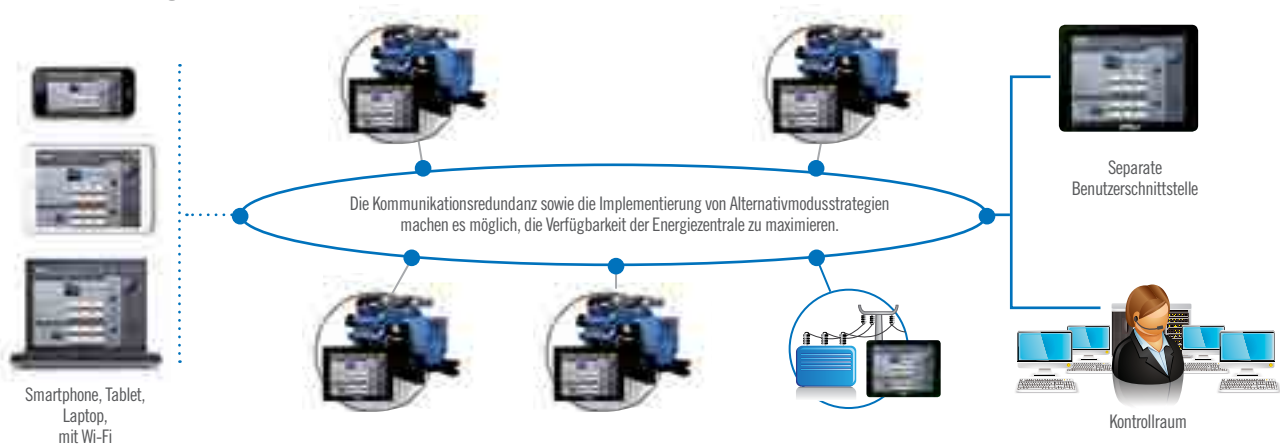 Die Kommunikationsredundanz sowie die Implementierung von Alternativmodusstrategien
machen es möglich, die Verfügbarkeit der Energiezentrale zu maximieren.
Separate
Benutzerschnittstelle
Smartphone, Tablet,
Laptop,
mit Wi-Fi
Kontrollraum